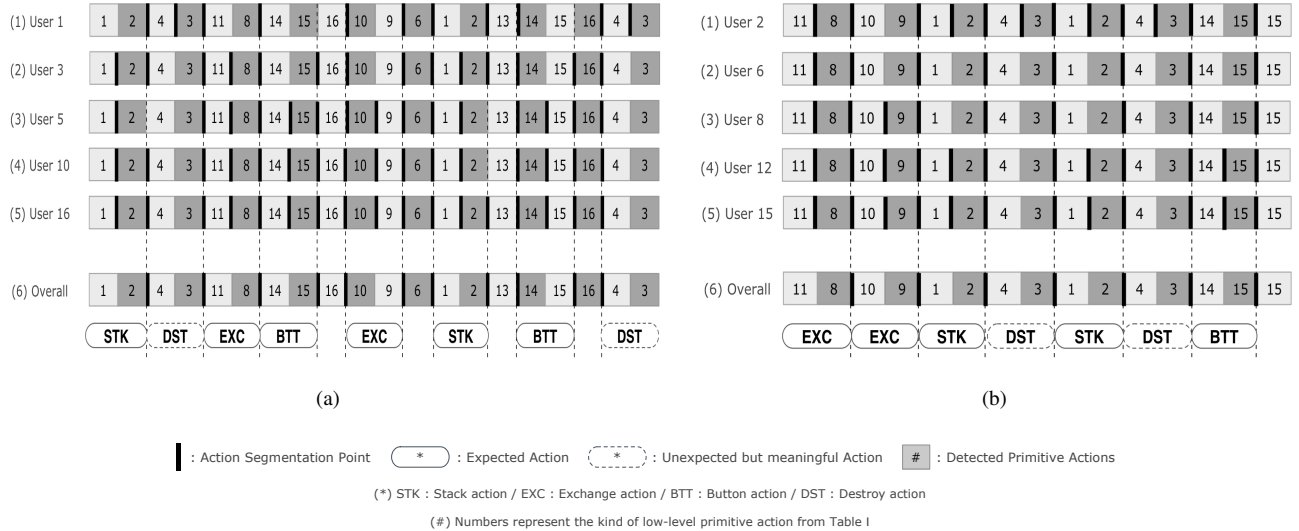 (1) User 1 1 2 4 3 11 8 14 15 16 10 9 6 1 2 13 14 15 16 4 3
(2) User 3 1 2 4 3 11 8 14 15 16 10 9 6 1 2 13 14 15 16 4 3
(3) User 5 1 2 4 3 11 8 14 15 16 10 9 6 1 2 13 14 15 16 4 3
(4) User 10 1 2 4 3 11 8 14 15 16 10 9 6 1 2 13 14 15 16 4 3
(5) User 16 1 2 4 3 11 8 14 15 16 10 9 6 1 2 13 14 15 16 4 3
(6) Overall 1 2 4 3 11 8 14 15 16 10 9 6 1 2 13 14 15 16 4 3
STK DST EXC BTT EXC STK BTT DST
(a)
(1) User 2 11 8 10 9 1 2 4 3 1 2 4 3 14 15 15
(2) User 6 11 8 10 9 1 2 4 3 1 2 4 3 14 15 15
(3) User 8 11 8 10 9 1 2 4 3 1 2 4 3 14 15 15
(4) User 12 11 8 10 9 1 2 4 3 1 2 4 3 14 15 15
(5) User 15 11 8 10 9 1 2 4 3 1 2 4 3 14 15 15
(6) Overall 11 8 10 9 1 2 4 3 1 2 4 3 14 15 15
EXC EXC STK DST STK DST BTT
(b)
: Action Segmentation Point * : Expected Action * : Unexpected but meaningful Action # : Detected Primitive Actions
(*) STK : Stack action / EXC : Exchange action / BTT : Button action / DST : Destroy action
(#) Numbers represent the kind of low-level primitive action from Table I